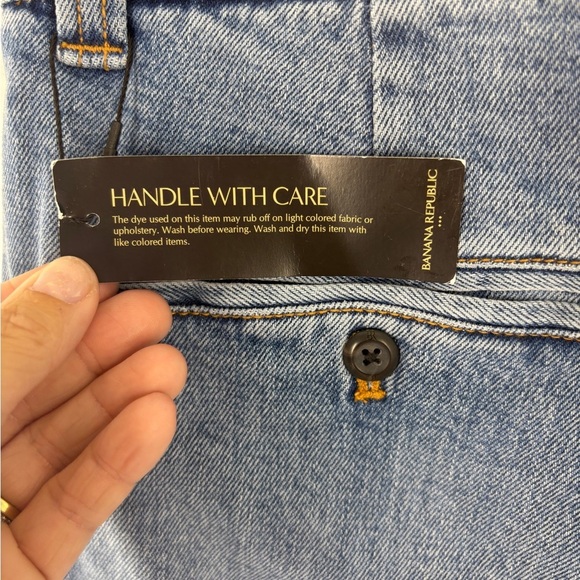 HANDLE WITH CARE
The dye used on this item may rub off on light colored fabric or
upholstery. Wash before wearing. Wash and dry this item with
like colored items.
BANANA REPUBLIC